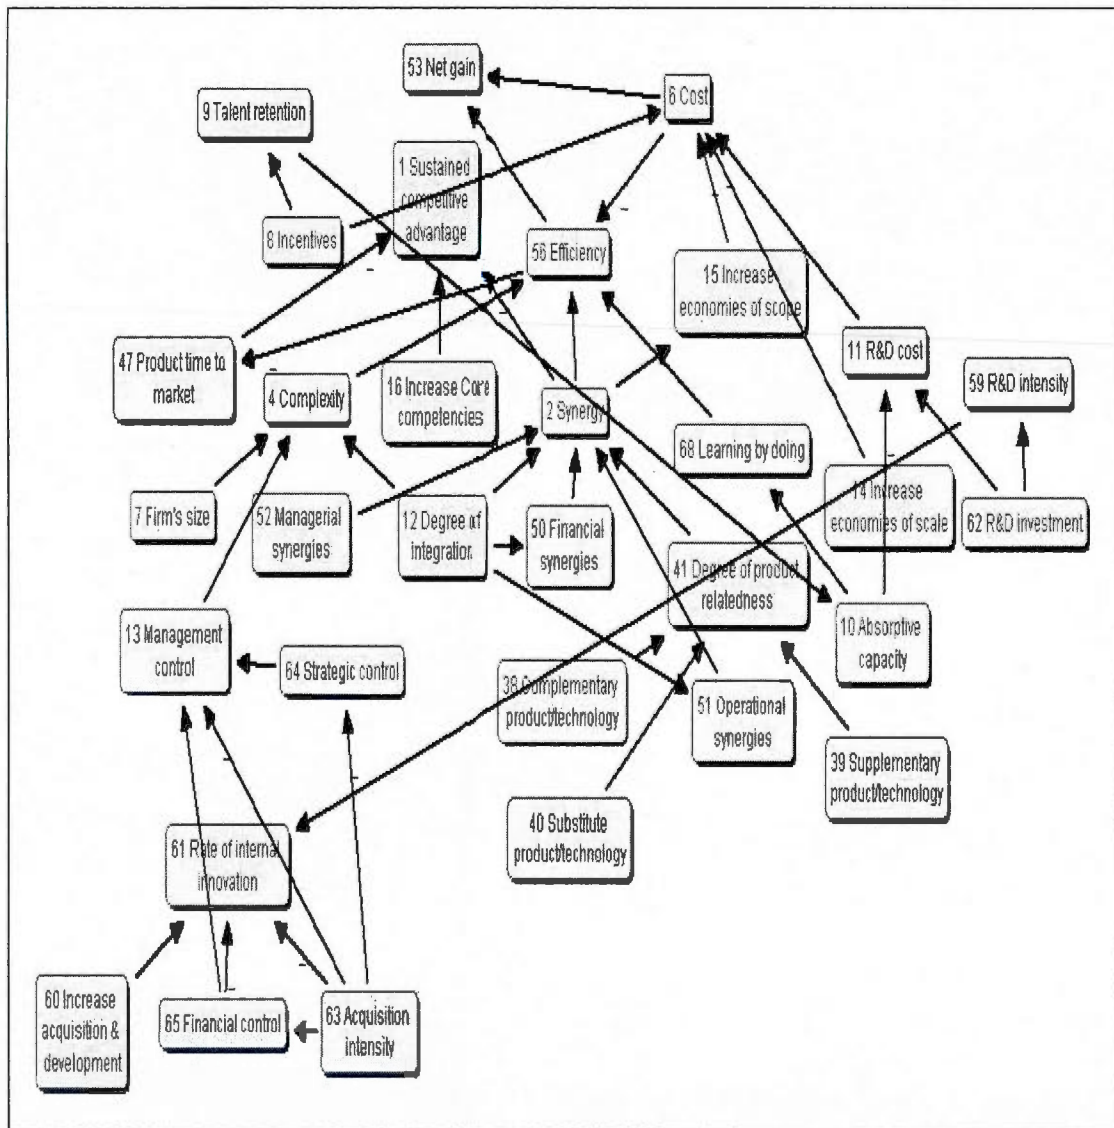 53 Net gain
6 Cost
9 Talent retention
1 Sustained
competitive
advantage
8 Incentives
56 Efficiency
15 Increase
economies of scope
47 Product time to
market
11 R&D cost
59 R&D intensity
4 Complexity
16 Increase Core
competencies
2 Synergy
68 Learning by doing
7 Firm's size
52 Managerial
synergies
12 Degree of
integration
50 Financial
synergies
14 Increase
economies of scale
62 R&D investment
41 Degree of product
relatedness
13 Management
control
10 Absorptive
capacity
64 Strategic control
38 Complementary
product/technology
51 Operational
synergies
39 Supplementary
product/technology
40 Substitute
product/technology
61 Rate of internal
innovation
60 Increase
acquisition &
development
65 Financial control
63 Acquisition
intensity